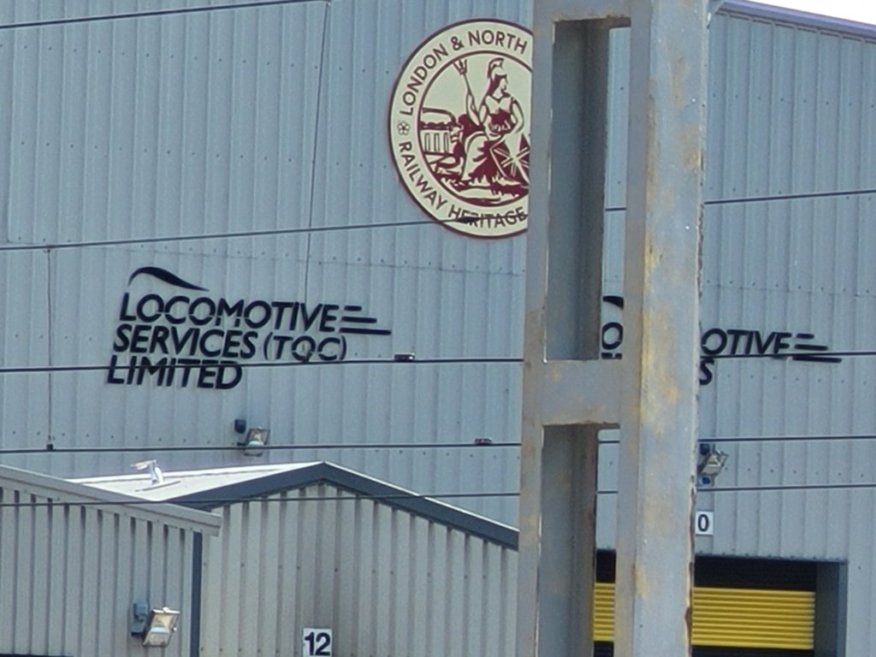 LONDON & NORTH
RAILWAY HERITAGE
LOCOMOTIVE
SERVICES (TOC)
LIMITED
OTIVE
S
0
12